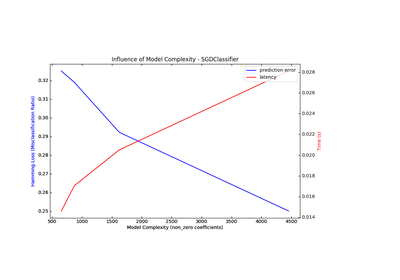 Influence of Model Complexity - SGDClassifier
prediction error
latency
Hamming Loss (Misclassification Ratio)
0.32
0.31
0.30
0.29
0.28
0.27
0.26
0.25
0.028
0.026
0.024
0.022
0.020
0.018
0.016
0.014
Time (s)
500 1000 1500 2000 2500 3000 3500 4000 4500
Model Complexity (non_zero coefficients)